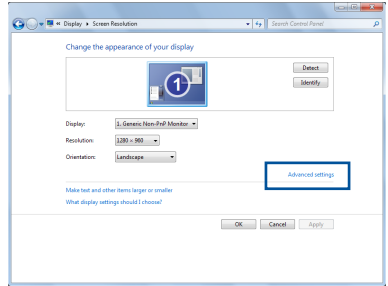 « Display ▸ Screen Resolution
Search Control Panel
Change the appearance of your display
1
Detect
Identify
Display: 1. Generic Non-PnP Monitor
Resolution: 1280 × 960
Orientation: Landscape
Advanced settings
Make text and other items larger or smaller
What display settings should I choose?
OK Cancel Apply